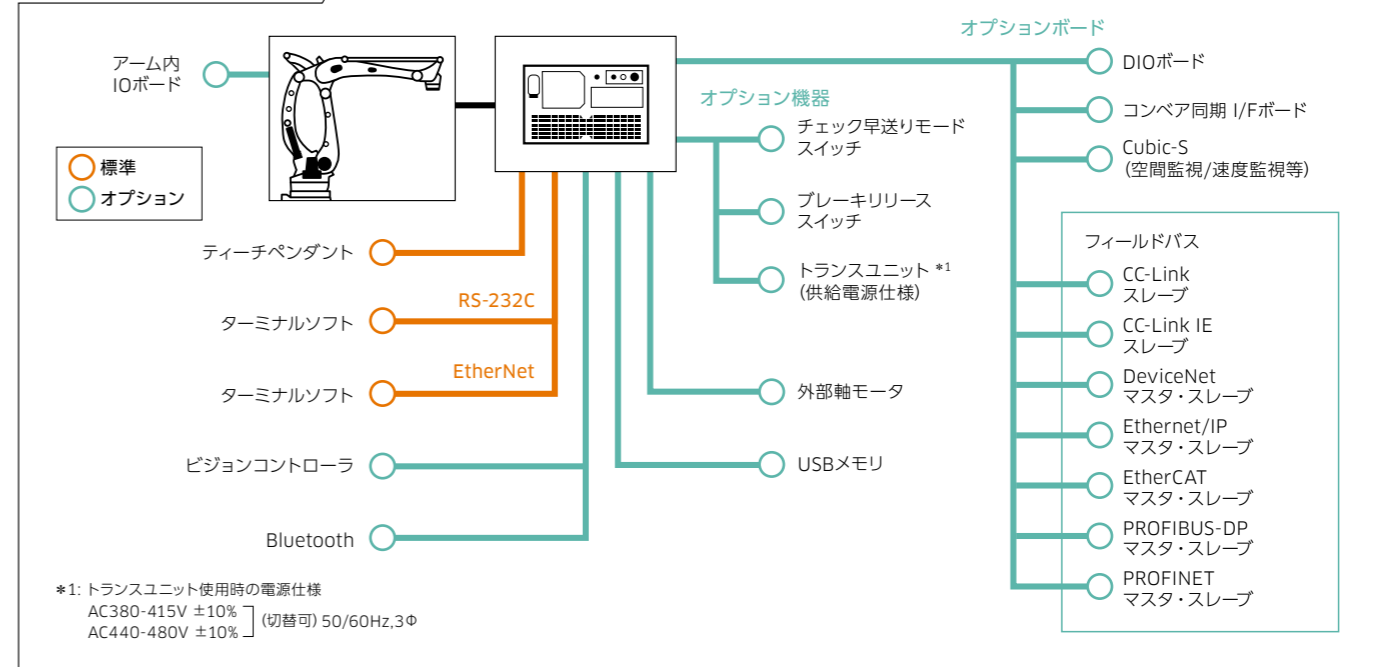 アーム内
IOボード
標準
オプション
ティーチペンダント
RS-232C
ターミナルソフト
EtherNet
ターミナルソフト
ビジョンコントローラ
Bluetooth
オプション機器
チェック早送りモード
スイッチ
ブレーキリリース
スイッチ
トランスユニット *1
(供給電源仕様)
外部軸モータ
USBメモリ
オプションボード
DIOボード
コンベア同期 I/Fボード
Cubic-S
(空間監視/速度監視等)
フィールドバス
CC-Link
スレーブ
CC-Link IE
スレーブ
DeviceNet
マスタ・スレーブ
Ethernet/IP
マスタ・スレーブ
EtherCAT
マスタ・スレーブ
PROFIBUS-DP
マスタ・スレーブ
PROFINET
マスタ・スレーブ
*1: トランスユニット使用時の電源仕様
AC380-415V ±10%
AC440-480V ±10%
(切替可) 50/60Hz,3Φ